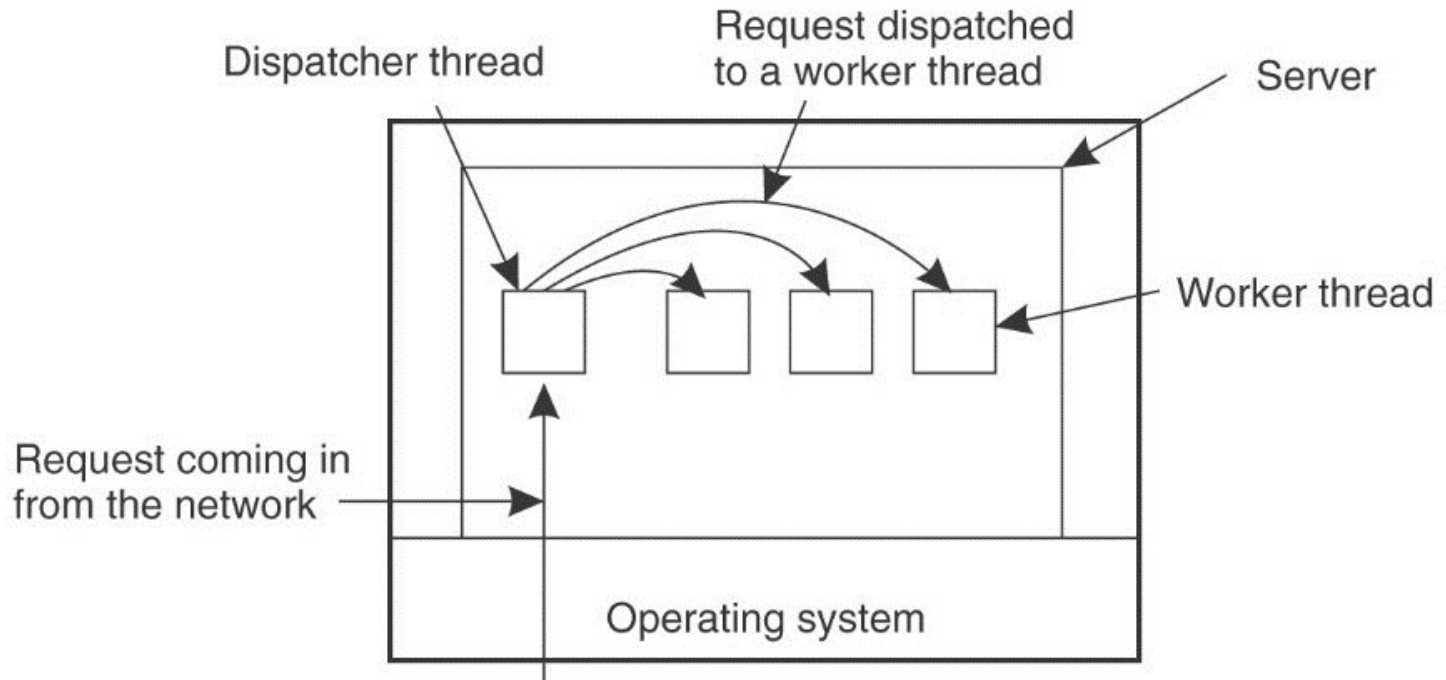 Request dispatched
to a worker thread
Dispatcher thread
Server
Worker thread
Request coming in
from the network
Operating system